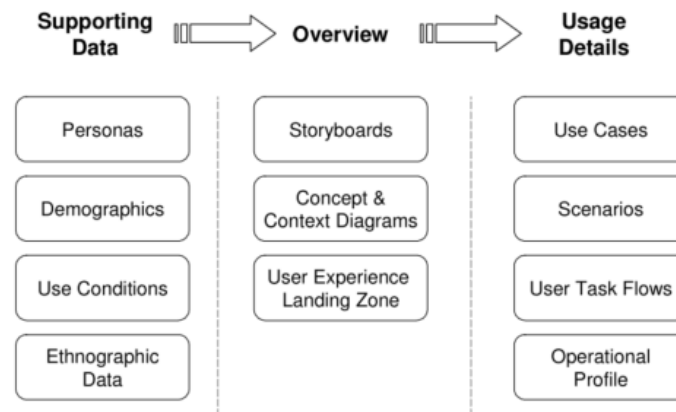 Supporting
Data
Overview
Usage
Details
Personas
Demographics
Use Conditions
Ethnographic
Data
Storyboards
Concept &
Context Diagrams
User Experience
Landing Zone
Use Cases
Scenarios
User Task Flows
Operational
Profile